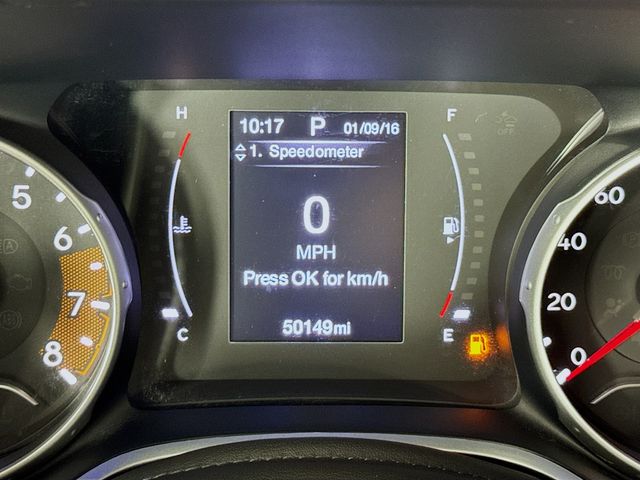 H
F
10:17 P 01/09/16
OFF
1. Speedometer
5
6
7
8
0
MPH
Press OK for km/h
50149mi
C
E
60
40
20
0